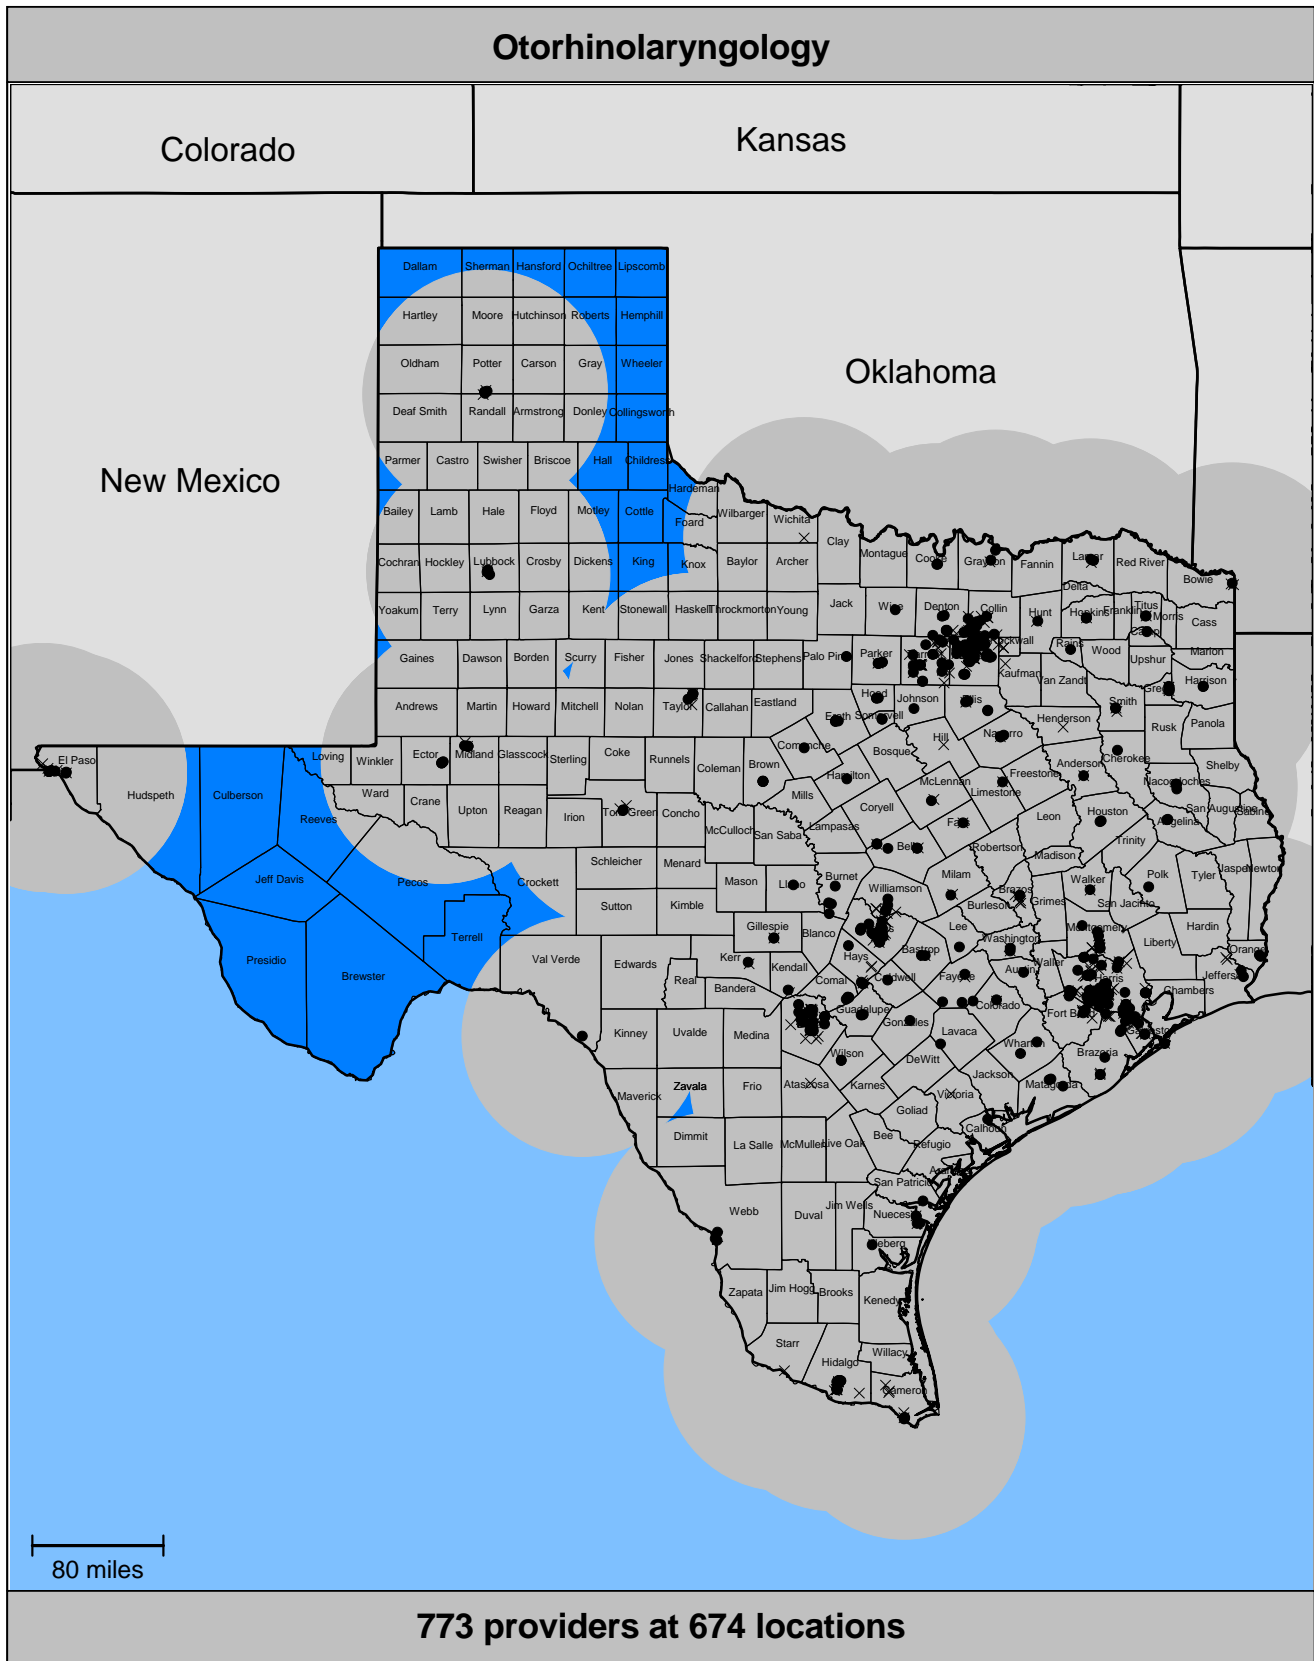 Otorhinolaryngology
Colorado
Kansas
Dallam Sherman Hansford Ochiltree Lipscomb
Hartley Moore Hutchinson Roberts Hemphill
Oldham Potter Carson Gray Wheeler
Oklahoma
Deaf Smith Randall Armstrong Donley Collingsworth
Parmer Castro Swisher Briscoe Hall Childress
New Mexico
Hardeman
Bailey Lamb Hale Floyd Motley Cottle Foard Wilbarger Wichita
Clay Montague Cooke Grayson Fannin Lamar Red River Bowie
Cochran Hockley Lubbock Crosby Dickens King Knox Baylor Archer
Delta
Yoakum Terry Lynn Garza Kent Stonewall Haskell Throckmorton Young Jack Wise Denton Collin Hunt Hopkins Franklin Titus Morris Cass
Camp
Gaines Dawson Borden Scurry Fisher Jones Shackelford Stephens Palo Pinto Parker Rains Wood Upshur Marion
Kaufman Van Zandt Gregg Harrison
Andrews Martin Howard Mitchell Nolan Taylor Callahan Eastland Hood Johnson Ellis Smith
Erath Somervell Henderson Rusk Panola
El Paso Loving Winkler Ector Midland Glasscock Sterling Coke Runnels Coleman Brown Comanche Bosque Hill Navarro Anderson Cherokee Shelby
Hudspeth Culberson Ward Crane Upton Reagan Irion Tom Green Concho Mills Hamilton McLennan Limestone Freestone Nacogdoches
Reeves McCulloch San Saba Lampasas Coryell Falls Leon Houston Angelina San Augustine Sabine
Jeff Davis Pecos Crockett Schleicher Menard Bell Robertson Madison Trinity
Mason Llano Burnet Williamson Milam Brazos Grimes Walker Polk Tyler Jasper Newton
Sutton Kimble Burleson San Jacinto
Presidio Brewster Terrell Gillespie Blanco Lee Washington Montgomery Liberty Hardin
Val Verde Edwards Kerr Kendall Hays Bastrop Waller Harris Orange
Real Bandera Comal Caldwell Fayette Austin Jefferson
Guadalupe Gonzales Colorado Fort Bend Chambers
Kinney Uvalde Medina Wilson Lavaca Wharton Brazoria
DeWitt Jackson
Maverick Zavala Frio Atascosa Karnes Victoria Matagorda
Goliad Calhoun
Dimmit La Salle McMullen Live Oak Bee Refugio
San Patricio
Webb Duval Jim Wells Nueces
Zapata Jim Hogg Brooks Kenedy
Starr Hidalgo Willacy
Cameron
80 miles
773 providers at 674 locations